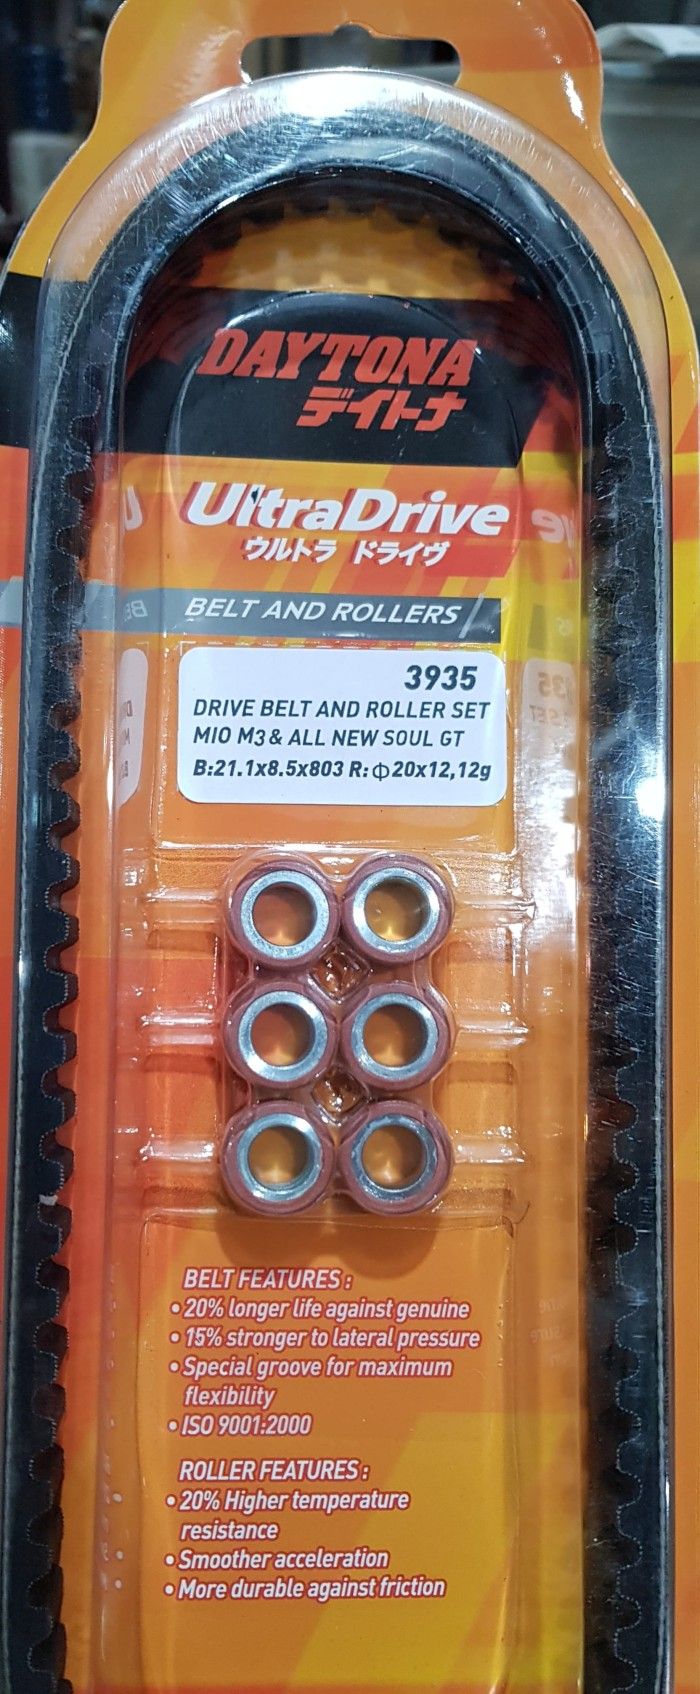 DAYTONA
デイトナ
UltraDrive
ウルトラ ドライヴ
BELT AND ROLLERS
3935
DRIVE BELT AND ROLLER SET
MIO M3 & ALL NEW SOUL GT
B:21.1x8.5x803 R:Φ20x12,12g
BELT FEATURES :
• 20% longer life against genuine
• 15% stronger to lateral pressure
• Special groove for maximum
flexibility
• ISO 9001:2000
ROLLER FEATURES :
• 20% Higher temperature
resistance
• Smoother acceleration
• More durable against friction